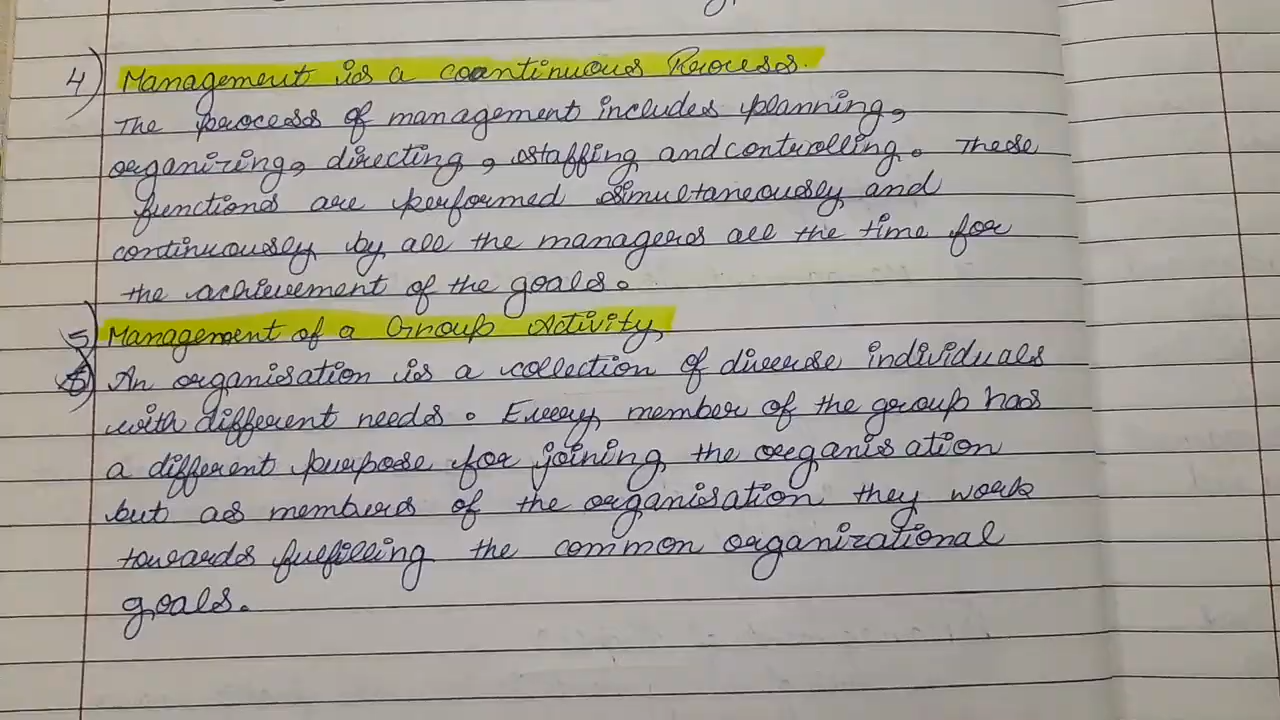 4) Management is a coontinuous Process.
The process of management includes planning,
organizing, directing, staffing and controlling. These
functions are performed simultaneously and
continuously by all the managers all the time for
the achievement of the goals.
5) Management of a Group Activity
An organisation is a collection of diverse individuals
with different needs. Every member of the group has
a different purpose for joining the organisation
but as members of the organisation they work
towards fulfilling the common organizational
goals.